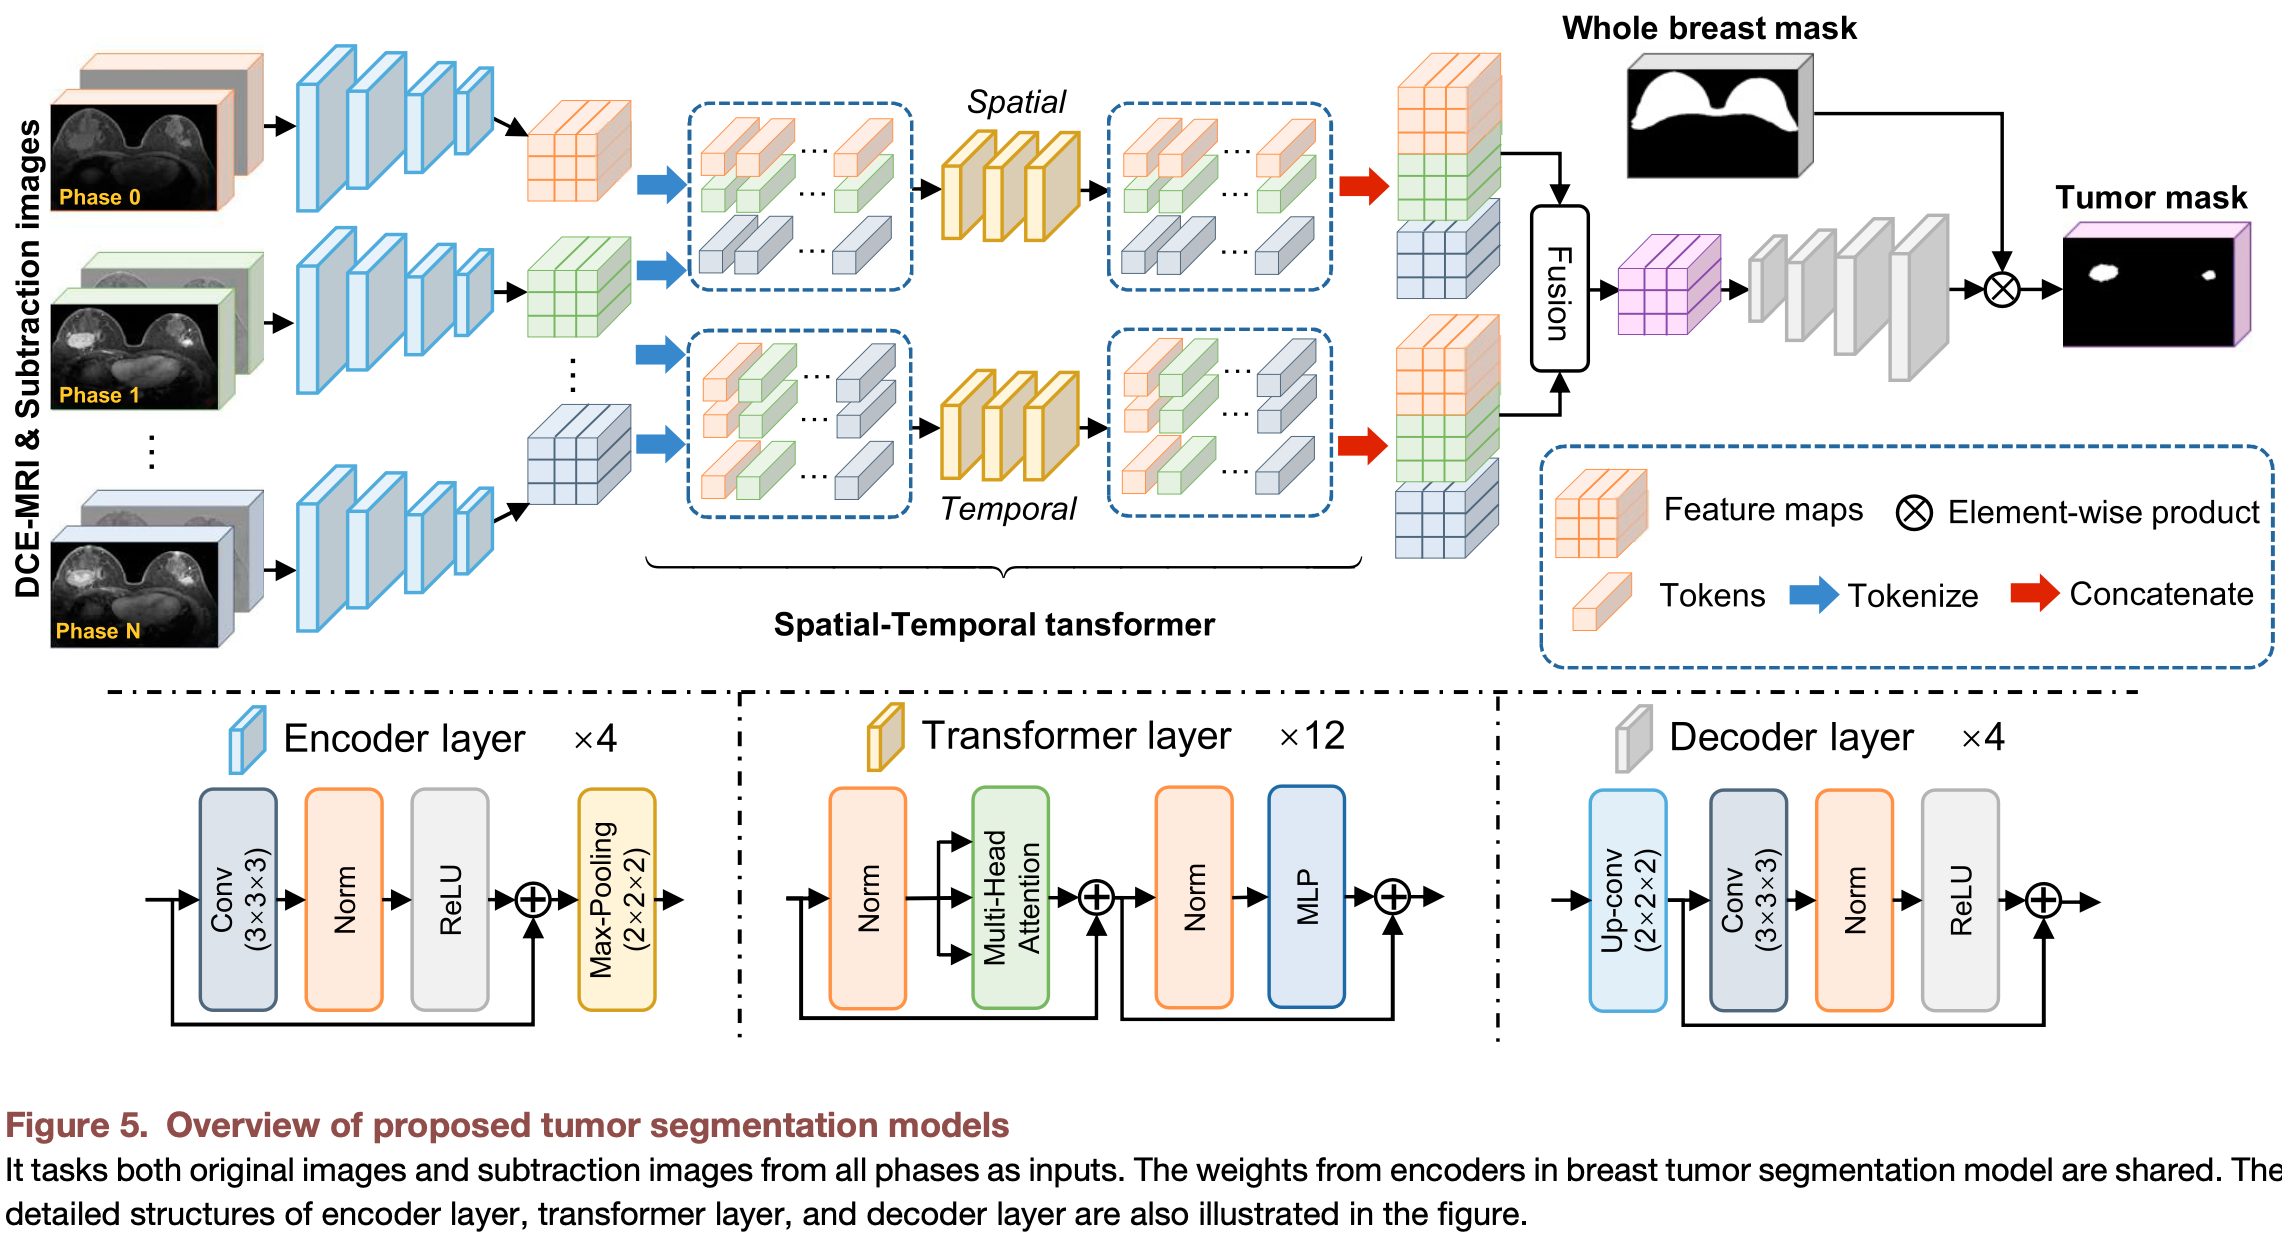 Whole breast mask
DCE-MRI & Subtraction images
Phase 0
Spatial
Tumor mask
Phase 1
Fusion
Temporal
Phase N
Spatial-Temporal tansformer
Feature maps
Element-wise product
Tokens
Tokenize
Concatenate
Encoder layer ×4
Conv
(3×3×3)
Norm
ReLU
Max-Pooling
(2×2×2)
Transformer layer ×12
Norm
Multi-Head
Attention
Norm
MLP
Decoder layer ×4
Up-conv
(2×2×2)
Conv
(3×3×3)
Norm
ReLU
Figure 5. Overview of proposed tumor segmentation models
It tasks both original images and subtraction images from all phases as inputs. The weights from encoders in breast tumor segmentation model are shared. The
detailed structures of encoder layer, transformer layer, and decoder layer are also illustrated in the figure.